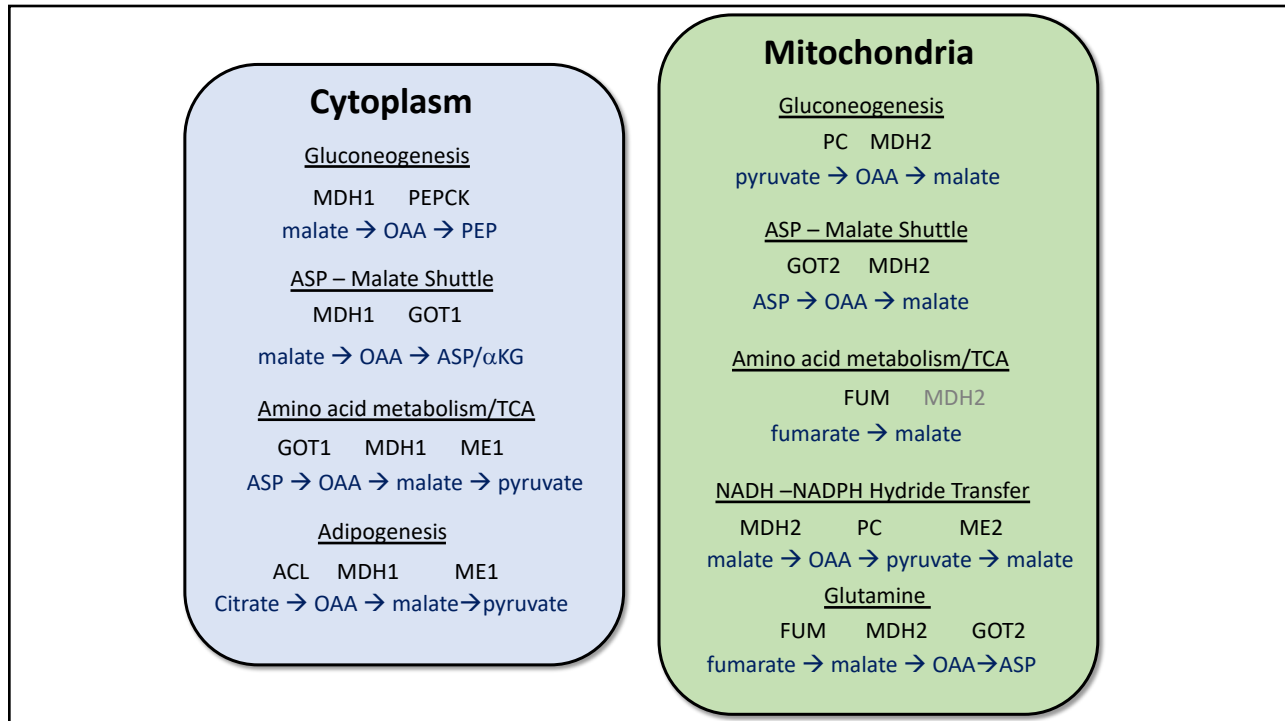 Cytoplasm
Gluconeogenesis
MDH1 PEPCK
malate → OAA → PEP
ASP – Malate Shuttle
MDH1 GOT1
malate → OAA → ASP/αKG
Amino acid metabolism/TCA
GOT1 MDH1 ME1
ASP → OAA → malate → pyruvate
Adipogenesis
ACL MDH1 ME1
Citrate → OAA → malate→pyruvate
Mitochondria
Gluconeogenesis
PC MDH2
pyruvate → OAA → malate
ASP – Malate Shuttle
GOT2 MDH2
ASP → OAA → malate
Amino acid metabolism/TCA
FUM MDH2
fumarate → malate
NADH –NADPH Hydride Transfer
MDH2 PC ME2
malate → OAA → pyruvate → malate
Glutamine
FUM MDH2 GOT2
fumarate → malate → OAA→ASP